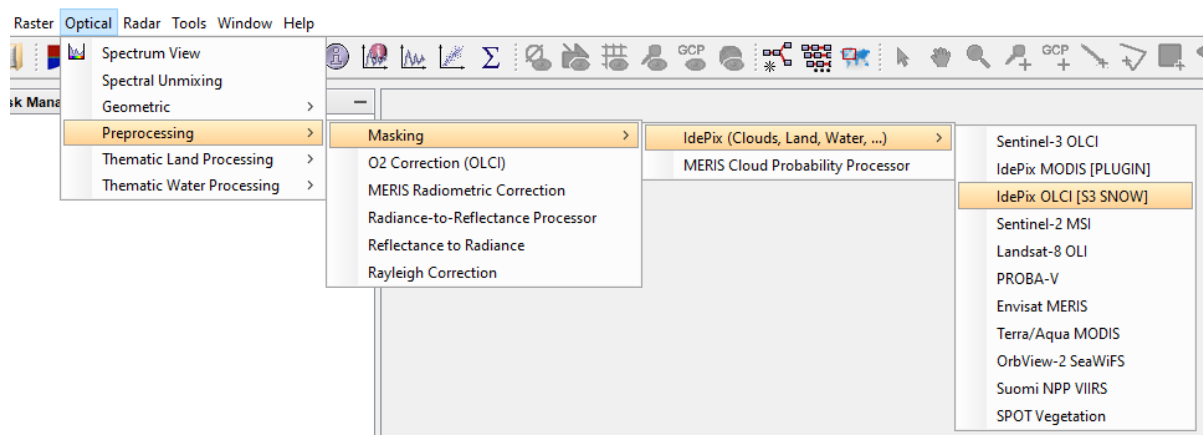 Raster Optical Radar Tools Window Help
GCP
GCP
sk Mana
Spectrum View
Spectral Unmixing
Geometric
Preprocessing
Thematic Land Processing
Thematic Water Processing
Masking
O2 Correction (OLCI)
MERIS Radiometric Correction
Radiance-to-Reflectance Processor
Reflectance to Radiance
Rayleigh Correction
IdePix (Clouds, Land, Water, ...)
MERIS Cloud Probability Processor
Sentinel-3 OLCI
IdePix MODIS [PLUGIN]
IdePix OLCI [S3 SNOW]
Sentinel-2 MSI
Landsat-8 OLI
PROBA-V
Envisat MERIS
Terra/Aqua MODIS
OrbView-2 SeaWiFS
Suomi NPP VIIRS
SPOT Vegetation